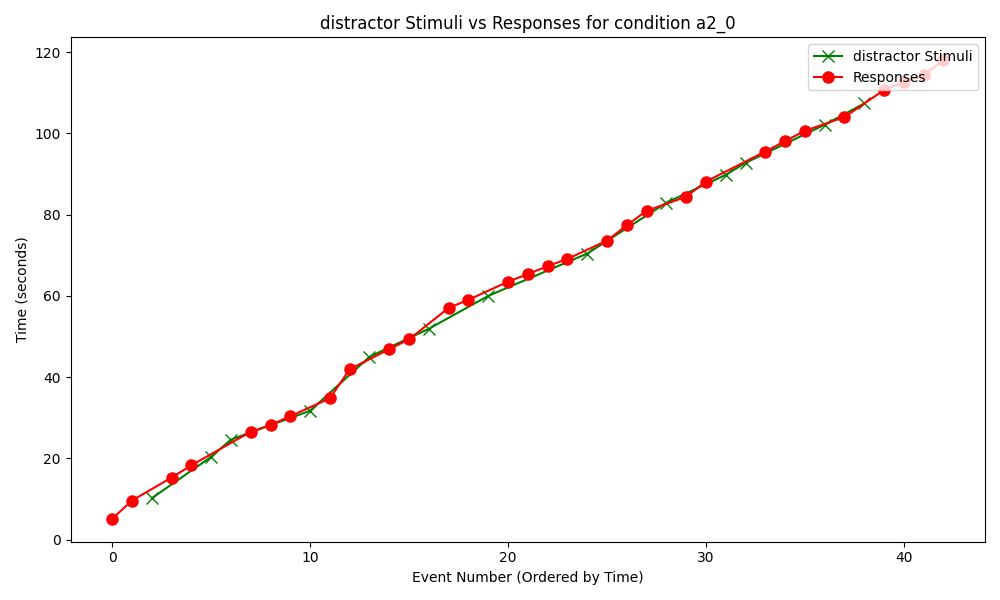 distractor Stimuli vs Responses for condition a2_0
distractor Stimuli
Responses
Time (seconds)
120
100
80
60
40
20
0
0 10 20 30 40
Event Number (Ordered by Time)